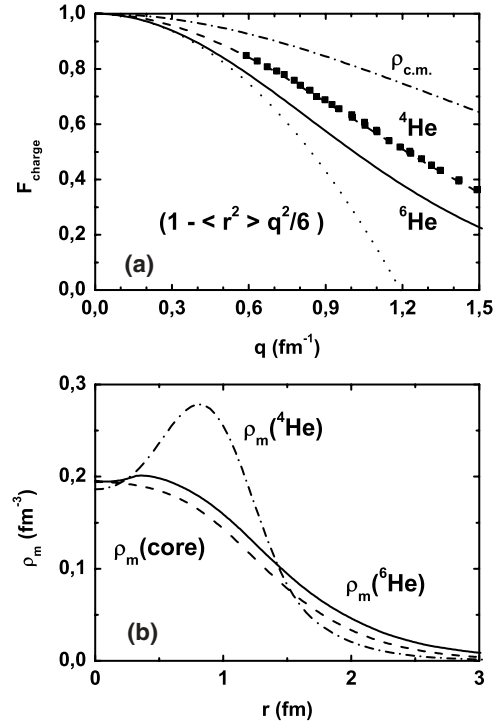 1,0
0,8
0,6
0,4
0,2
0,0
F_charge
ρ_c.m.
⁴He
⁶He
(1 - < r² > q²/6 )
(a)
0,0 0,3 0,6 0,9 1,2 1,5
q (fm⁻¹)
0,3
0,2
0,1
0,0
ρ_m (fm⁻³)
ρ_m(⁴He)
ρ_m(core)
ρ_m(⁶He)
(b)
0 1 2 3
r (fm)